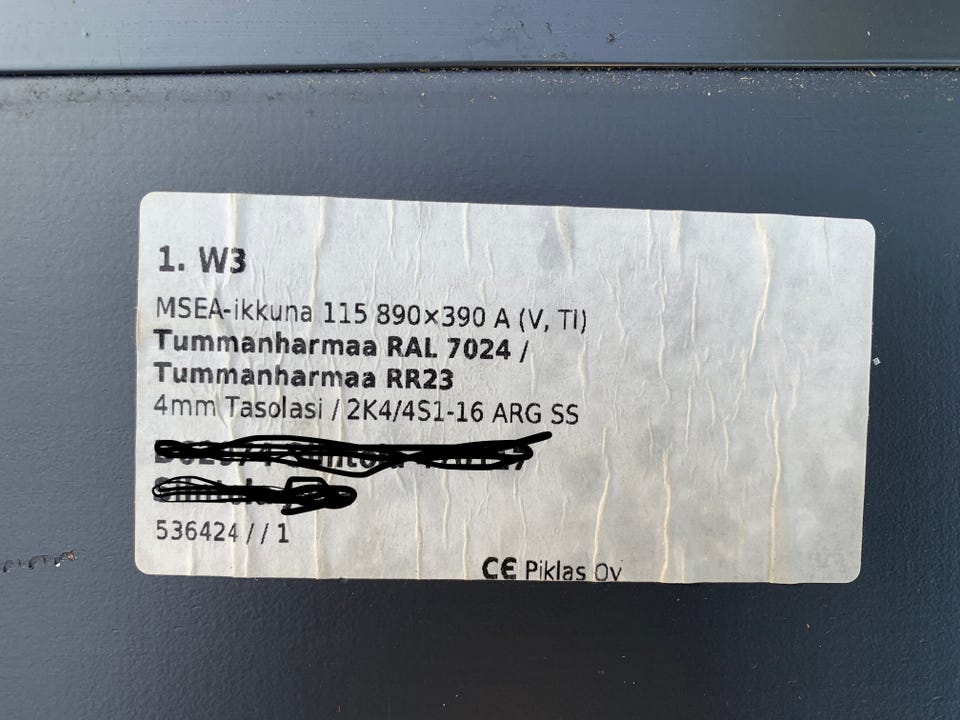 1. W3
MSEA-ikkuna 115 890×390 A (V, TI)
Tummanharmaa RAL 7024 /
Tummanharmaa RR23
4mm Tasolasi / 2K4/4S1-16 ARG SS
536424 / / 1
CE Piklas Oy